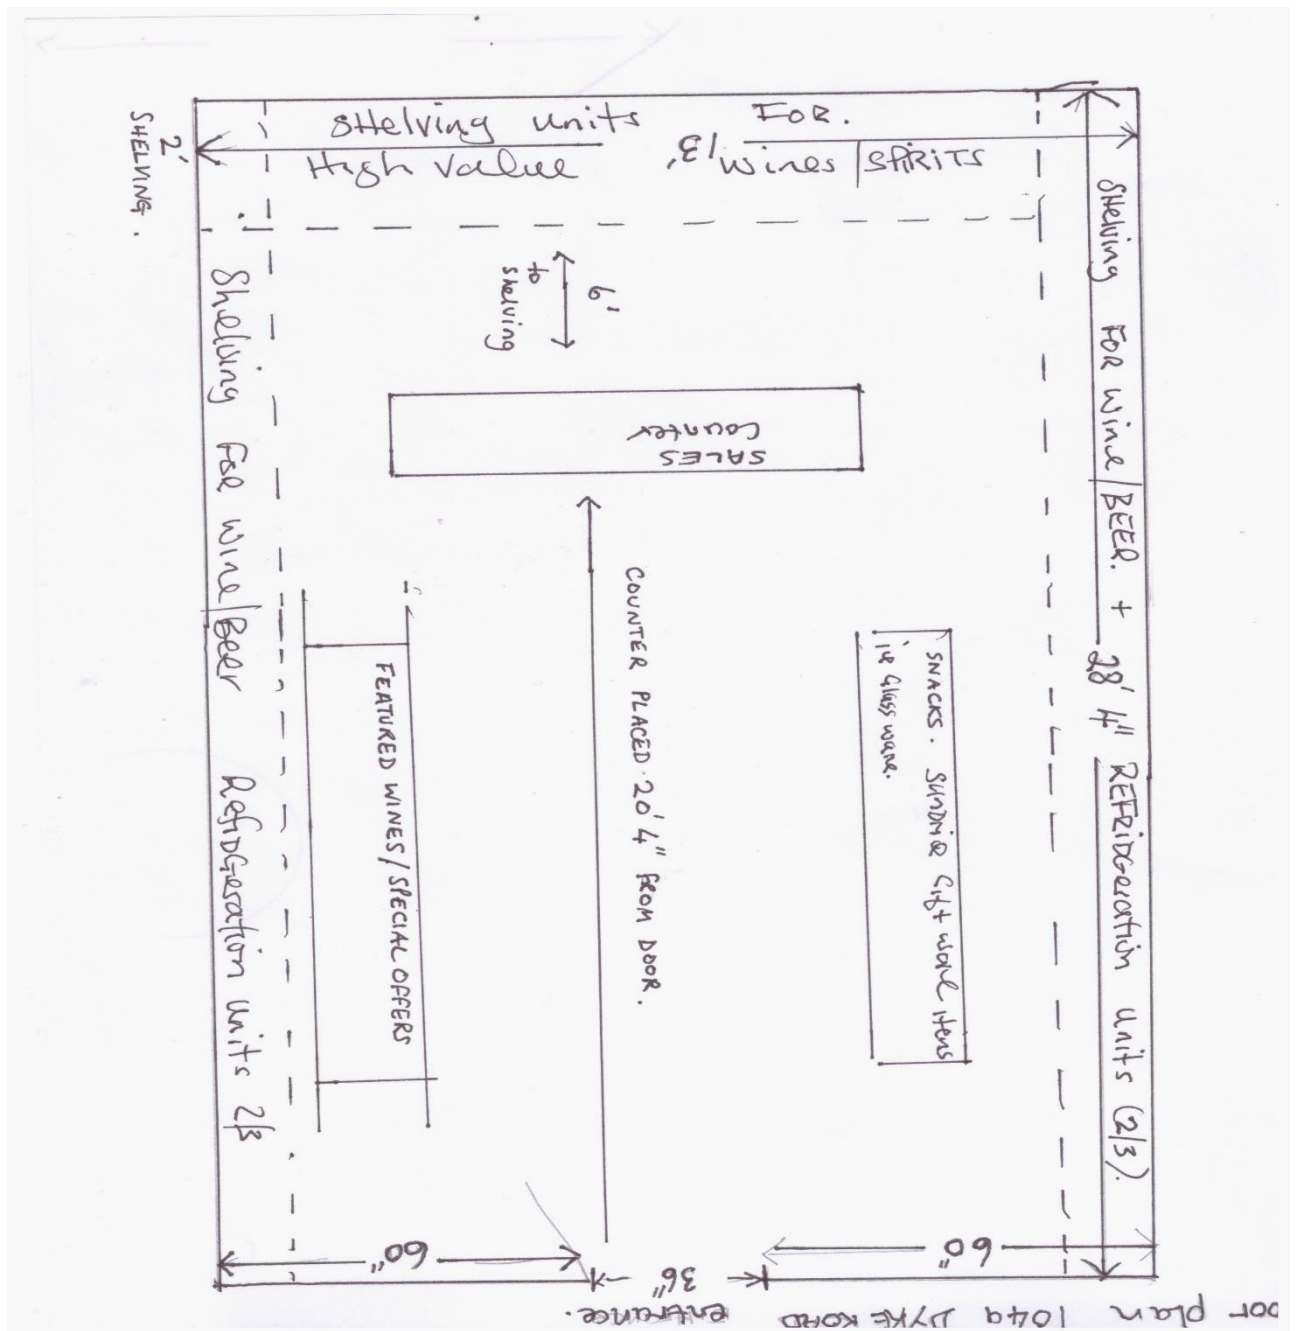 SHelving units FOR.
High Value Wines/SPIRITS
13'
2'
SHELVING.
6'
to
shelving
SALES
Counter
Shelving FOR Wine/Beer Refidgeration Units 2/3
SHelving FOR Wine/BEER. + REFRidgeration Units (2/3).
28' 4"
COUNTER PLACED 20' 4" FROM DOOR.
FEATURED WINES/SPECIAL OFFERS
SNACKS. SUNDRIE Gift ware items
ie Glass ware.
60"
36"
60"
entrance.
oor plan 104a DYKE ROAD